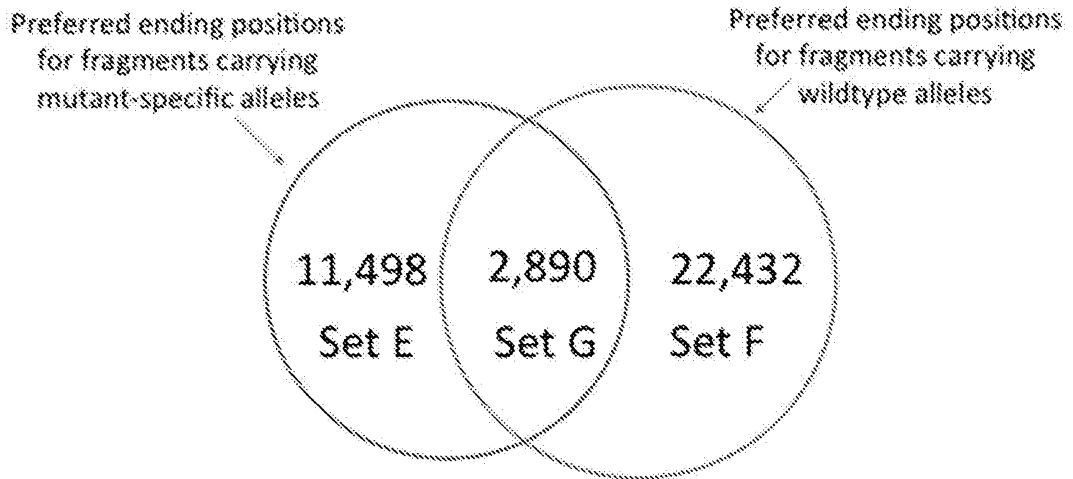 Preferred ending positions
for fragments carrying
mutant-specific alleles
Preferred ending positions
for fragments carrying
wildtype alleles
11,498
2,890
22,432
Set E
Set G
Set F